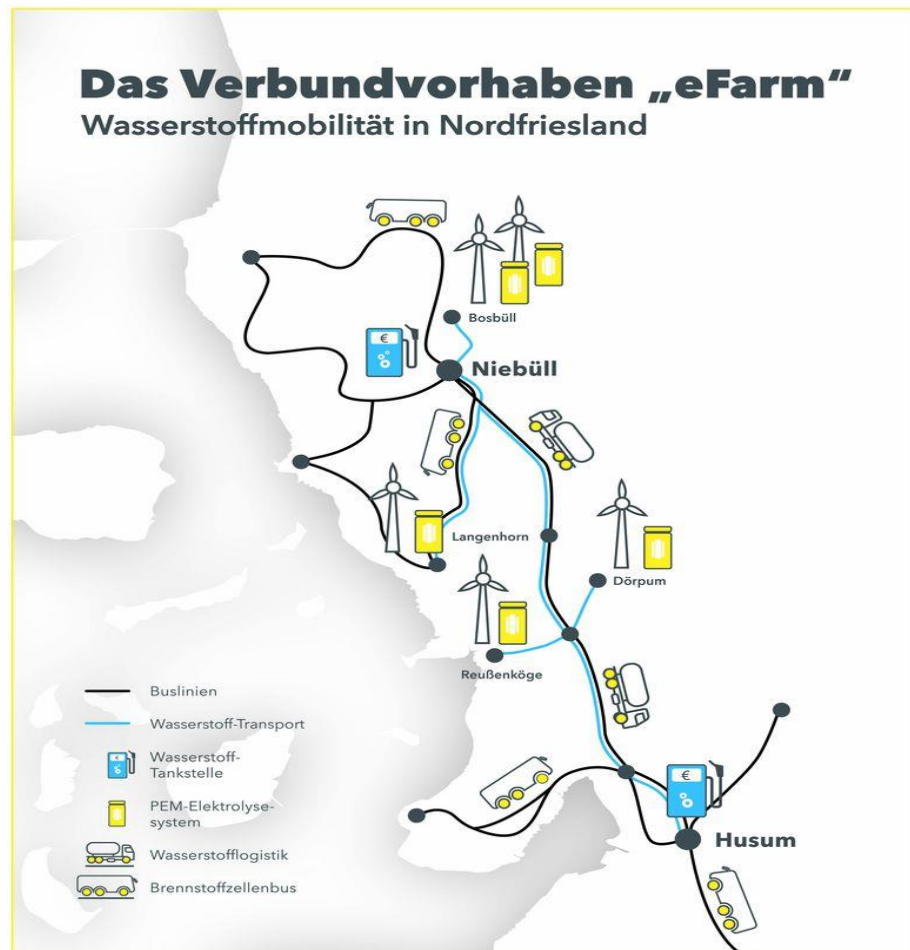 Das Verbundvorhaben „eFarm“
Wasserstoffmobilität in Nordfriesland
Bosbüll
€
Niebüll
Langenhorn
Dörpum
Reußenköge
€
Husum
Buslinien
Wasserstoff-Transport
Wasserstoff-
Tankstelle
€
PEM-Elektrolyse-
system
Wasserstofflogistik
Brennstoffzellenbus